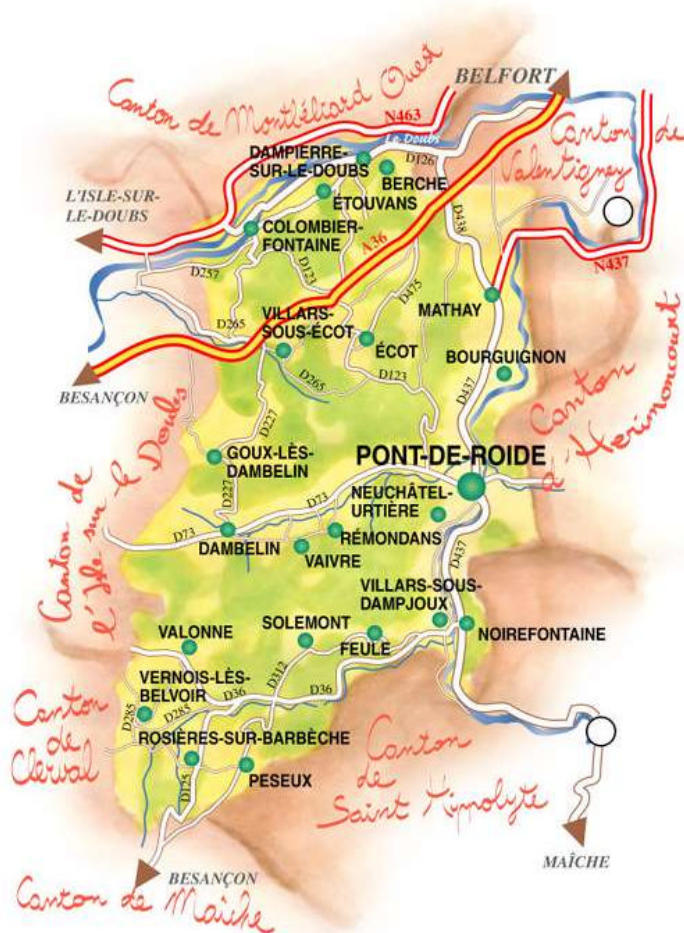 Canton de Montbéliard Ouest
BELFORT
N463
Le Doubs
Canton de
Valentigney
DAMPIERRE-
SUR-LE-DOUBS
D126
BERCHE
L'ISLE-SUR-
LE-DOUBS
ÉTOUVANS
COLOMBIER-
FONTAINE
A36
D438
N437
D257
D123
D475
MATHAY
D265
VILLARS-
SOUS-ÉCOT
ÉCOT
BOURGUIGNON
BESANÇON
D265
D123
D437
Canton
d'Herimoncourt
D227
GOUX-LÈS-
DAMBELIN
PONT-DE-ROIDE
Canton de
l'Isle sur le Doubs
D227
D73
NEUCHÂTEL-
URTIÈRE
D73
DAMBELIN
RÉMONDANS
VAIVRE
D437
VILLARS-SOUS-
DAMPJOUX
SOLEMONT
VALONNE
FEULE
NOIREFONTAINE
D312
VERNOIS-LÈS-
BELVOIR
D36
D36
D285
D285
Canton
de
Clerval
ROSIÈRES-SUR-BARBÈCHE
D125
PESEUX
Canton
de
Saint Hippolyte
MAÎCHE
BESANÇON
Canton de Maîche